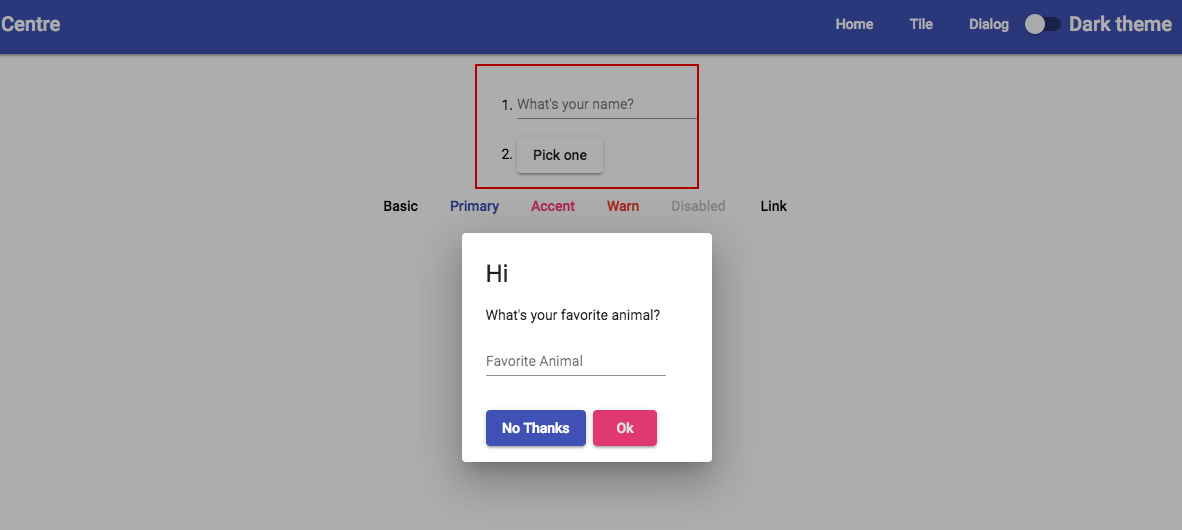 Centre Home Tile Dialog Dark theme
1. What's your name?
2. Pick one
Basic Primary Accent Warn Disabled Link
Hi
What's your favorite animal?
Favorite Animal
No Thanks Ok